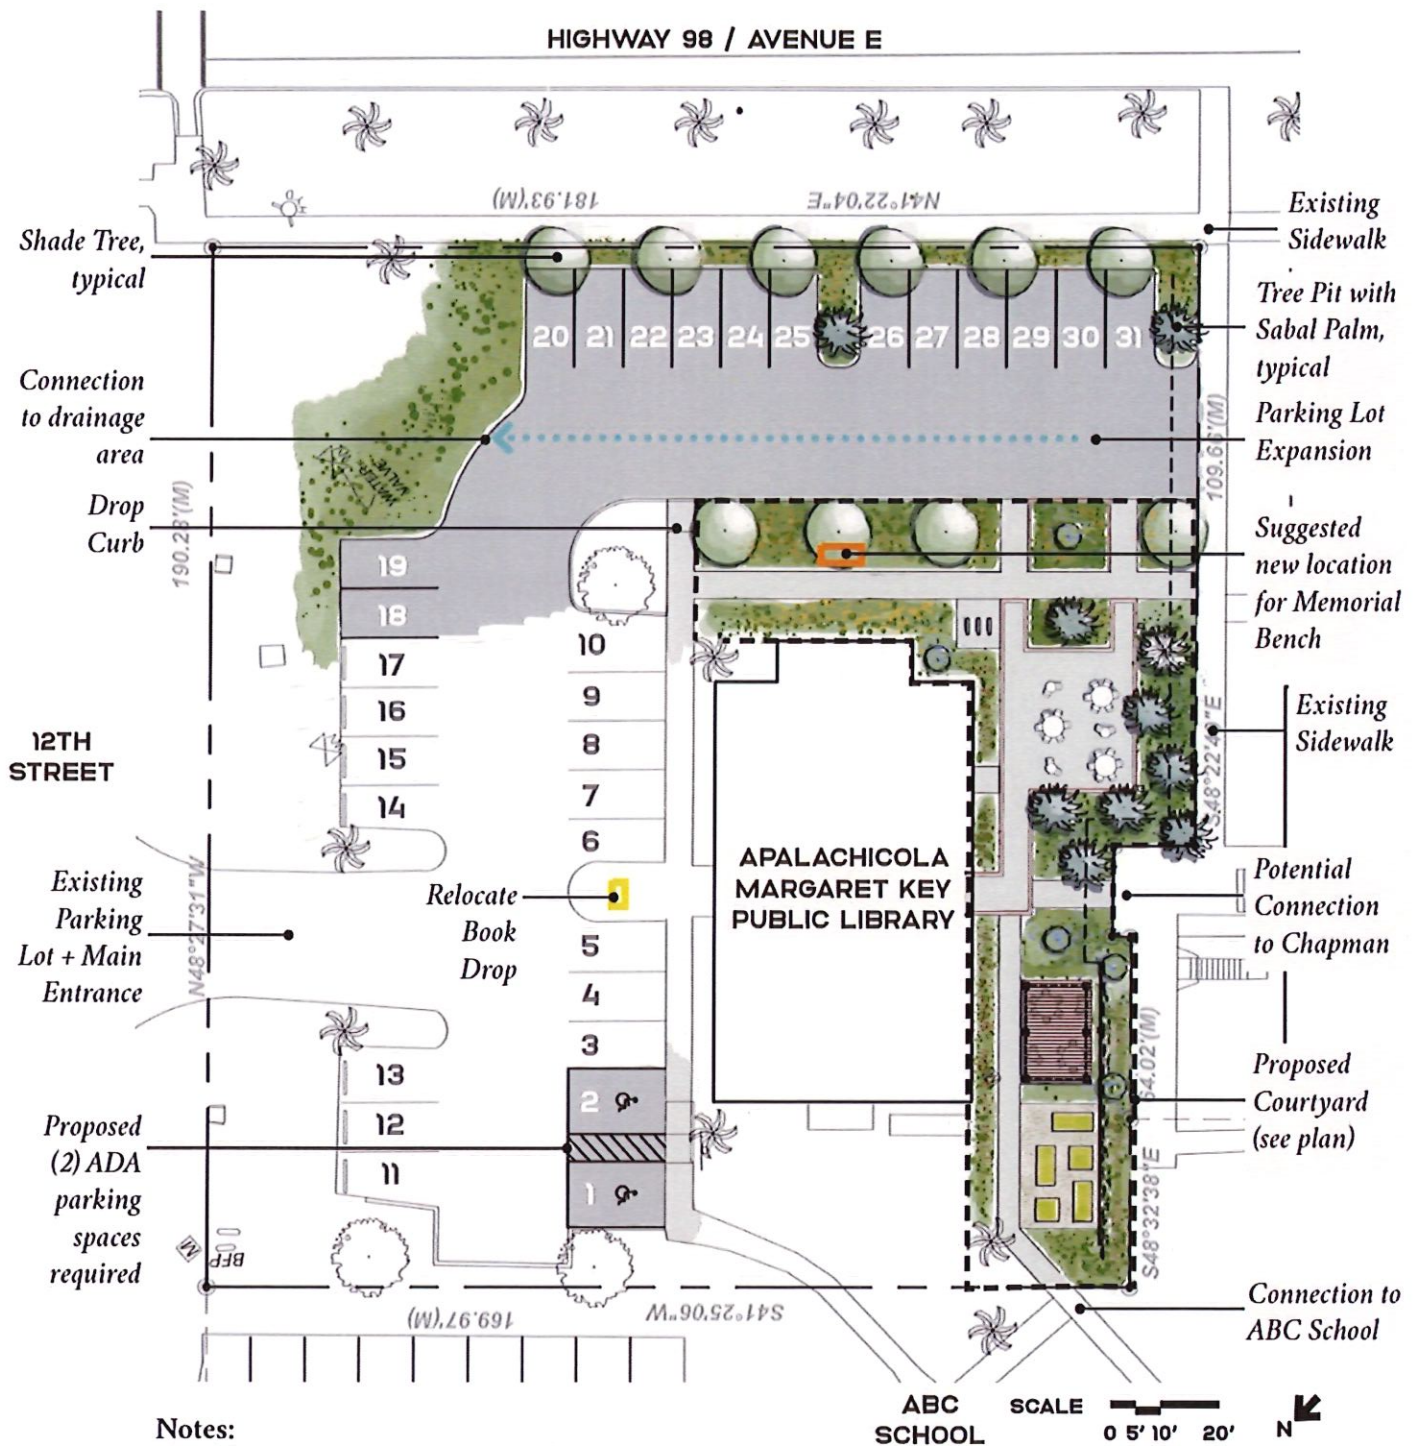 HIGHWAY 98 / AVENUE E
181.93'(M)
N41°22'04"E
Existing
Sidewalk
Shade Tree,
typical
Tree Pit with
Sabal Palm,
typical
20 21 22 23 24 25 26 27 28 29 30 31
Connection
to drainage
area
Parking Lot
Expansion
109.66'(M)
WATER
VALVE
Drop
Curb
190.28'(M)
Suggested
new location
for Memorial
Bench
19
18
17
16
15
14
10
9
8
7
6
12TH
STREET
Existing
Sidewalk
APALACHICOLA
MARGARET KEY
PUBLIC LIBRARY
Existing
Parking
Lot + Main
Entrance
N48°27'31"W
Relocate
Book
Drop
Potential
Connection
to Chapman
5
4
3
2
1
13
12
11
64.02'(M)
Proposed
Courtyard
(see plan)
Proposed
(2) ADA
parking
spaces
required
S48°32'38"E
M
BFP
169.97'(M)
S41°25'06"W
Connection to
ABC School
ABC
SCHOOL
SCALE
0 5' 10' 20'
N
Notes: